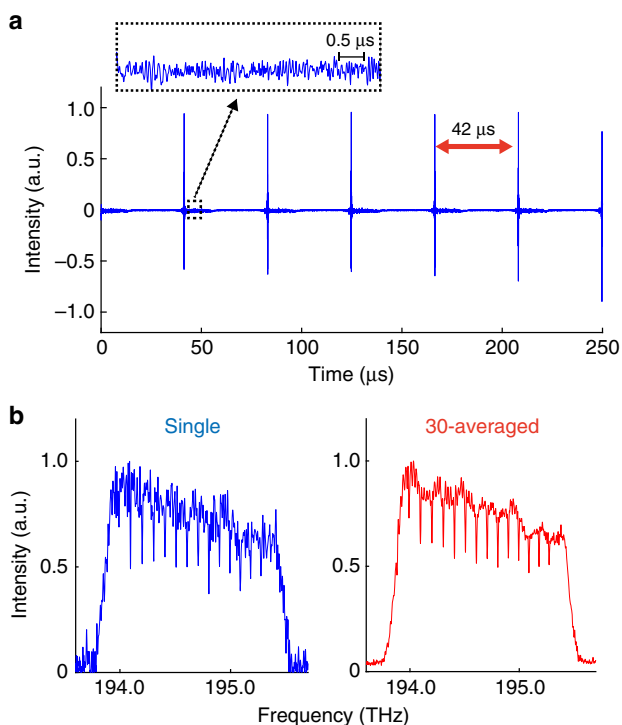 a
0.5 μs
42 μs
1.0
0.5
0
–0.5
–1.0
Intensity (a.u.)
0 50 100 150 200 250
Time (μs)
b
Single
30-averaged
1.0
0.5
0
Intensity (a.u.)
194.0 195.0
1.0
0.5
0
194.0 195.0
Frequency (THz)